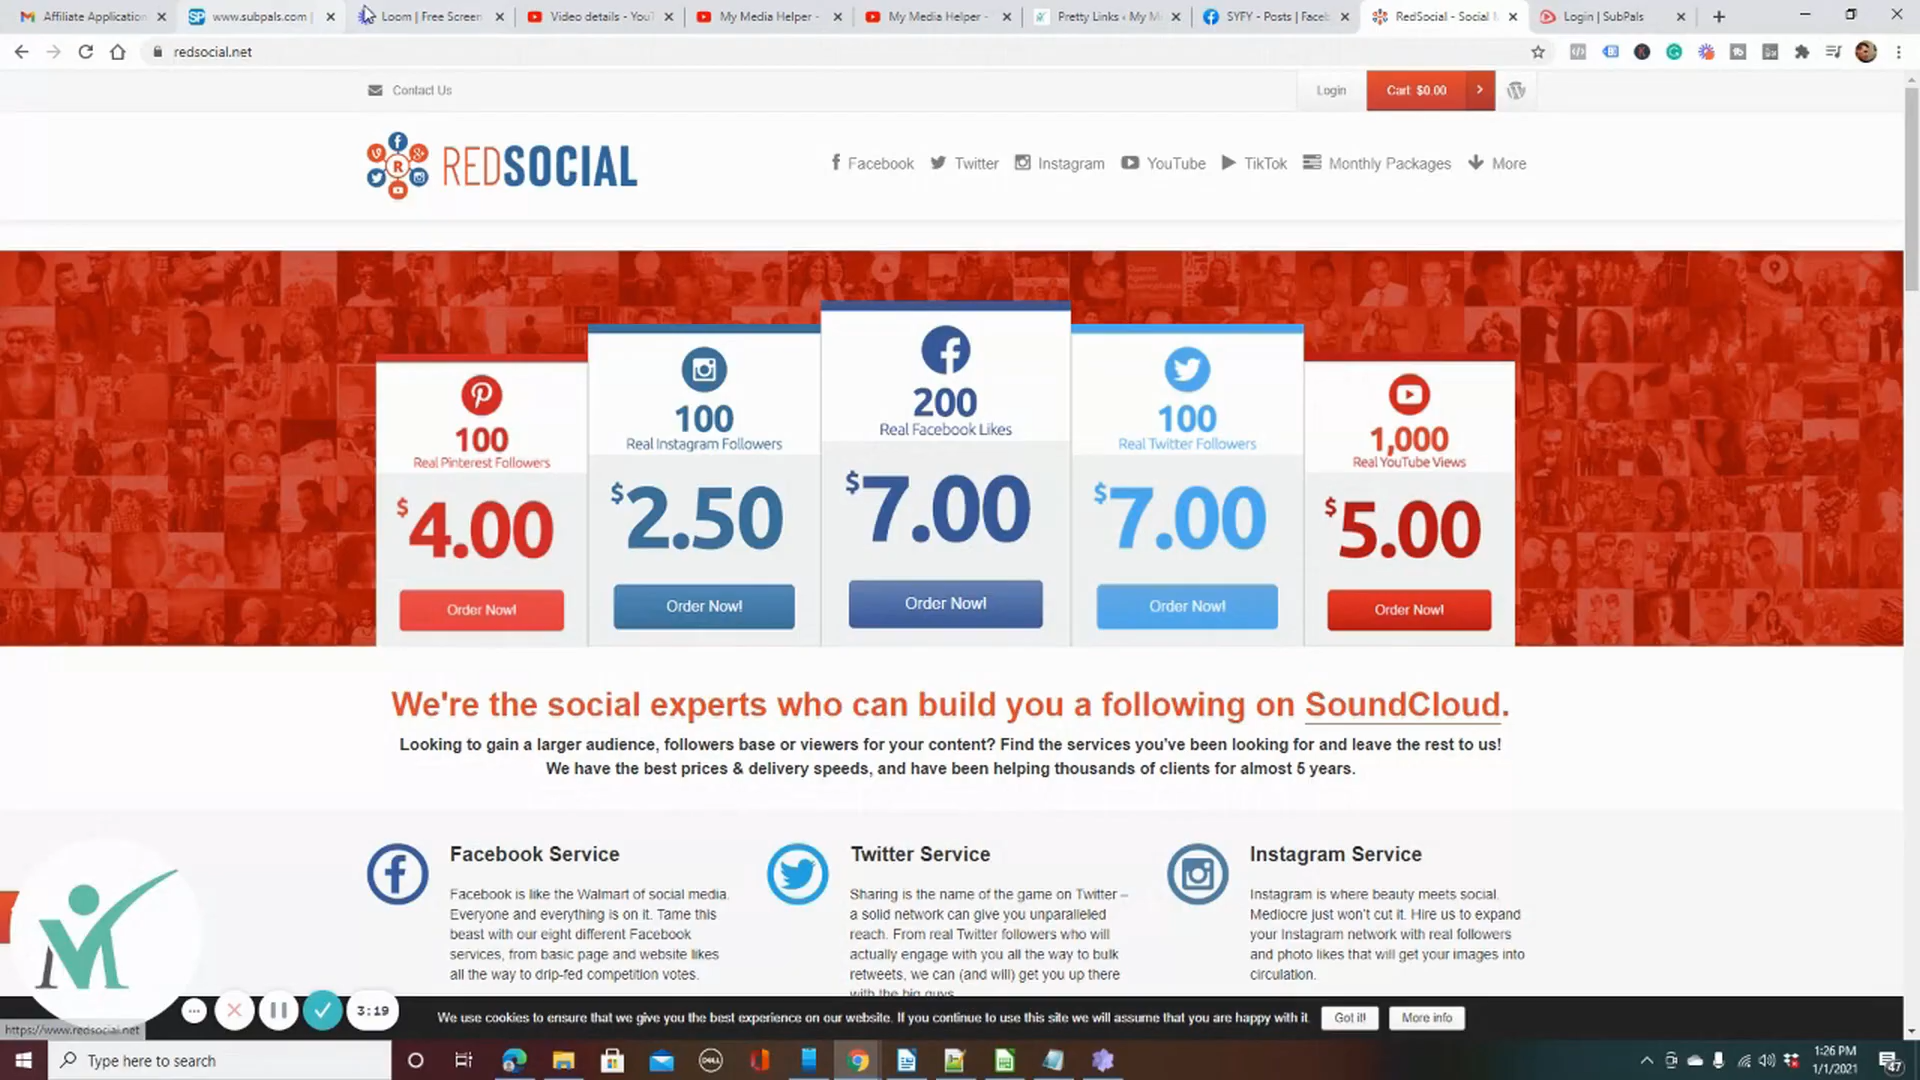 Affiliate Application
www.subpals.com |
Loom | Free Screen
Video details - YouT
My Media Helper -
My Media Helper -
Pretty Links ‹ My M
SYFY - Posts | Faceb
RedSocial - Social M
Login | SubPals
redsocial.net
Contact Us
Login
Cart: $0.00
REDSOCIAL
Facebook
Twitter
Instagram
YouTube
TikTok
Monthly Packages
More
100
Real Pinterest Followers
$4.00
Order Now!
100
Real Instagram Followers
$2.50
Order Now!
200
Real Facebook Likes
$7.00
Order Now!
100
Real Twitter Followers
$7.00
Order Now!
1,000
Real YouTube Views
$5.00
Order Now!
We're the social experts who can build you a following on SoundCloud.
Looking to gain a larger audience, followers base or viewers for your content? Find the services you've been looking for and leave the rest to us!
We have the best prices & delivery speeds, and have been helping thousands of clients for almost 5 years.
Facebook Service
Facebook is like the Walmart of social media.
Everyone and everything is on it. Tame this
beast with our eight different Facebook
services, from basic page and website likes
all the way to drip-fed competition votes.
Twitter Service
Sharing is the name of the game on Twitter –
a solid network can give you unparalleled
reach. From real Twitter followers who will
actually engage with you all the way to bulk
retweets, we can (and will) get you up there
with the big guys.
Instagram Service
Instagram is where beauty meets social.
Mediocre just won't cut it. Hire us to expand
your Instagram network with real followers
and photo likes that will get your images into
circulation.
3:19
https://www.redsocial.net
We use cookies to ensure that we give you the best experience on our website. If you continue to use this site we will assume that you are happy with it.
Got it!
More info
Type here to search
DELL
1:26 PM
1/1/2021
47